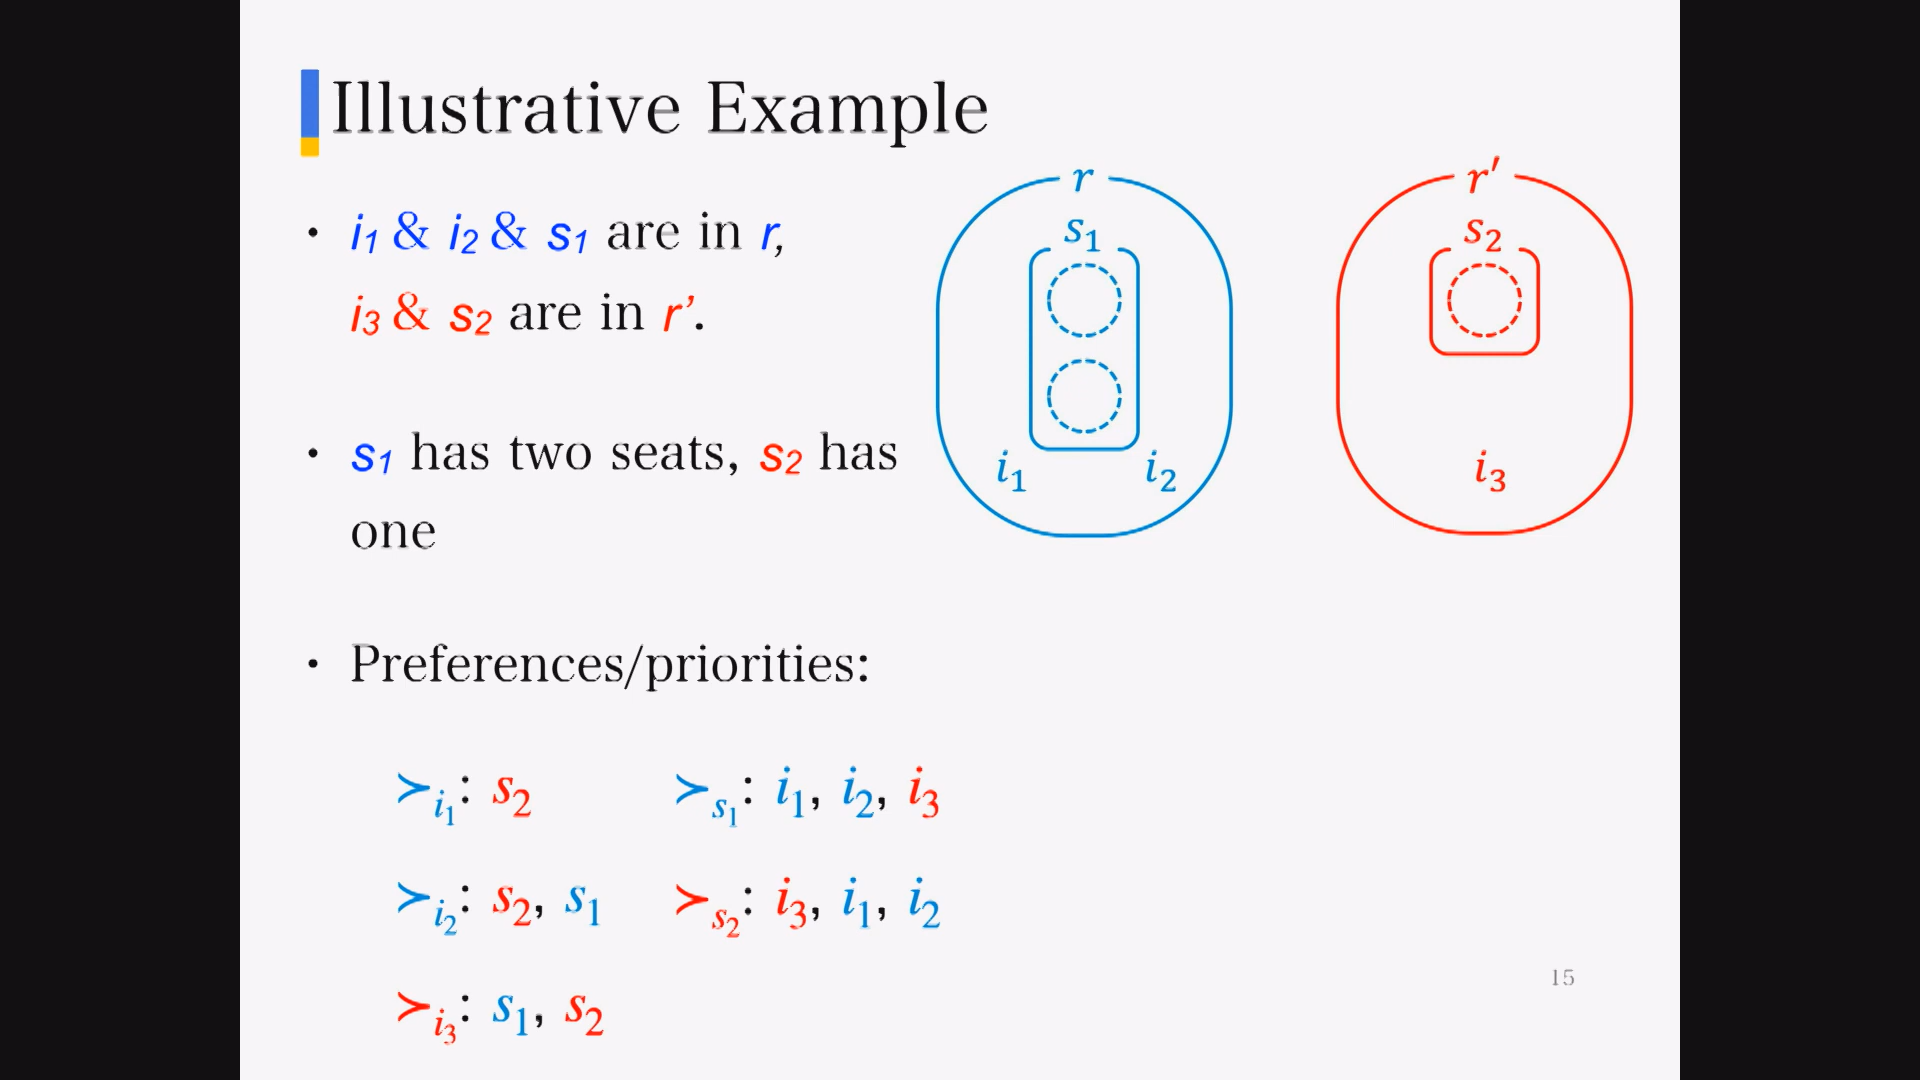 Illustrative Example
• i₁ & i₂ & s₁ are in r,
i₃ & s₂ are in r’.
• s₁ has two seats, s₂ has
one
• Preferences/priorities:
≻i₁: s₂
≻s₁: i₁, i₂, i₃
≻i₂: s₂, s₁
≻s₂: i₃, i₁, i₂
≻i₃: s₁, s₂
r
s₁
i₁
i₂
r′
s₂
i₃
15